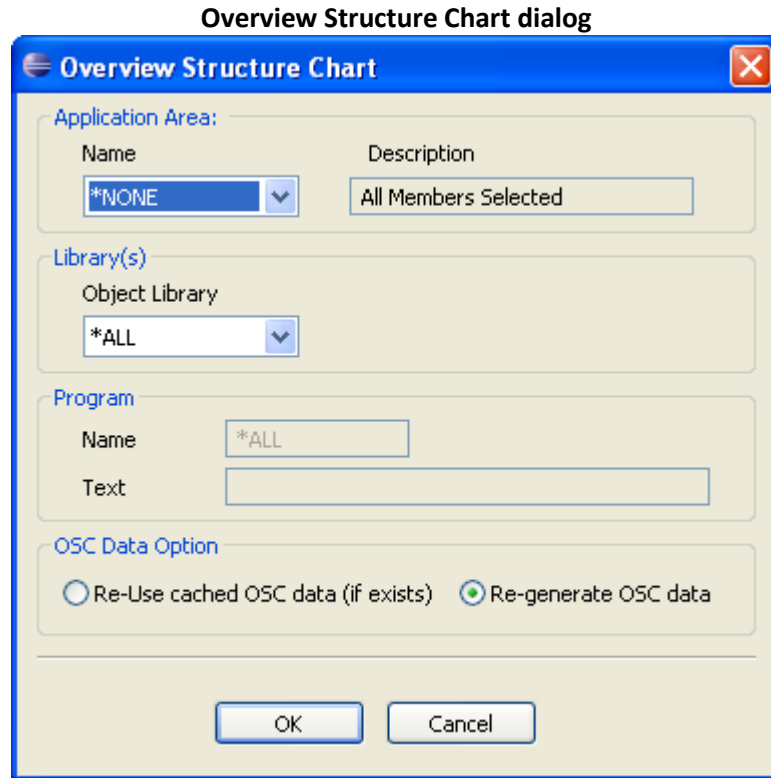 Overview Structure Chart dialog
Overview Structure Chart
Application Area:
Name Description
*NONE All Members Selected
Library(s)
Object Library
*ALL
Program
Name *ALL
Text
OSC Data Option
Re-Use cached OSC data (if exists) Re-generate OSC data
OK Cancel